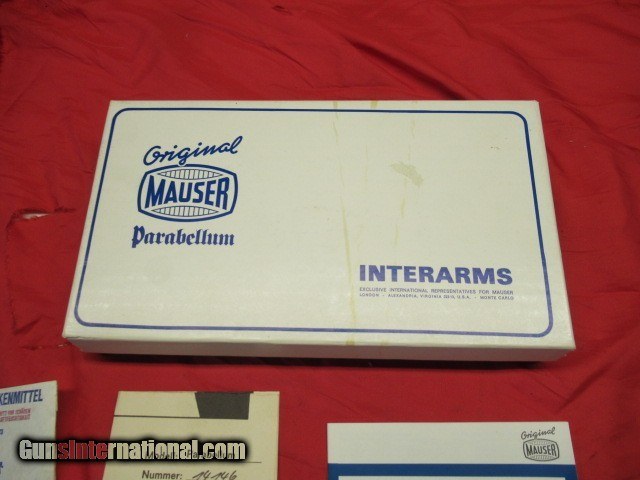 Original
MAUSER
Parabellum
INTERARMS
EXCLUSIVE INTERNATIONAL REPRESENTATIVES FOR MAUSER
LONDON - ALEXANDRIA, VIRGINIA U.S.A. - MONTE CARLO
KENMITTEL
Nummer: 14146
Original
MAUSER
GunsInternational.com